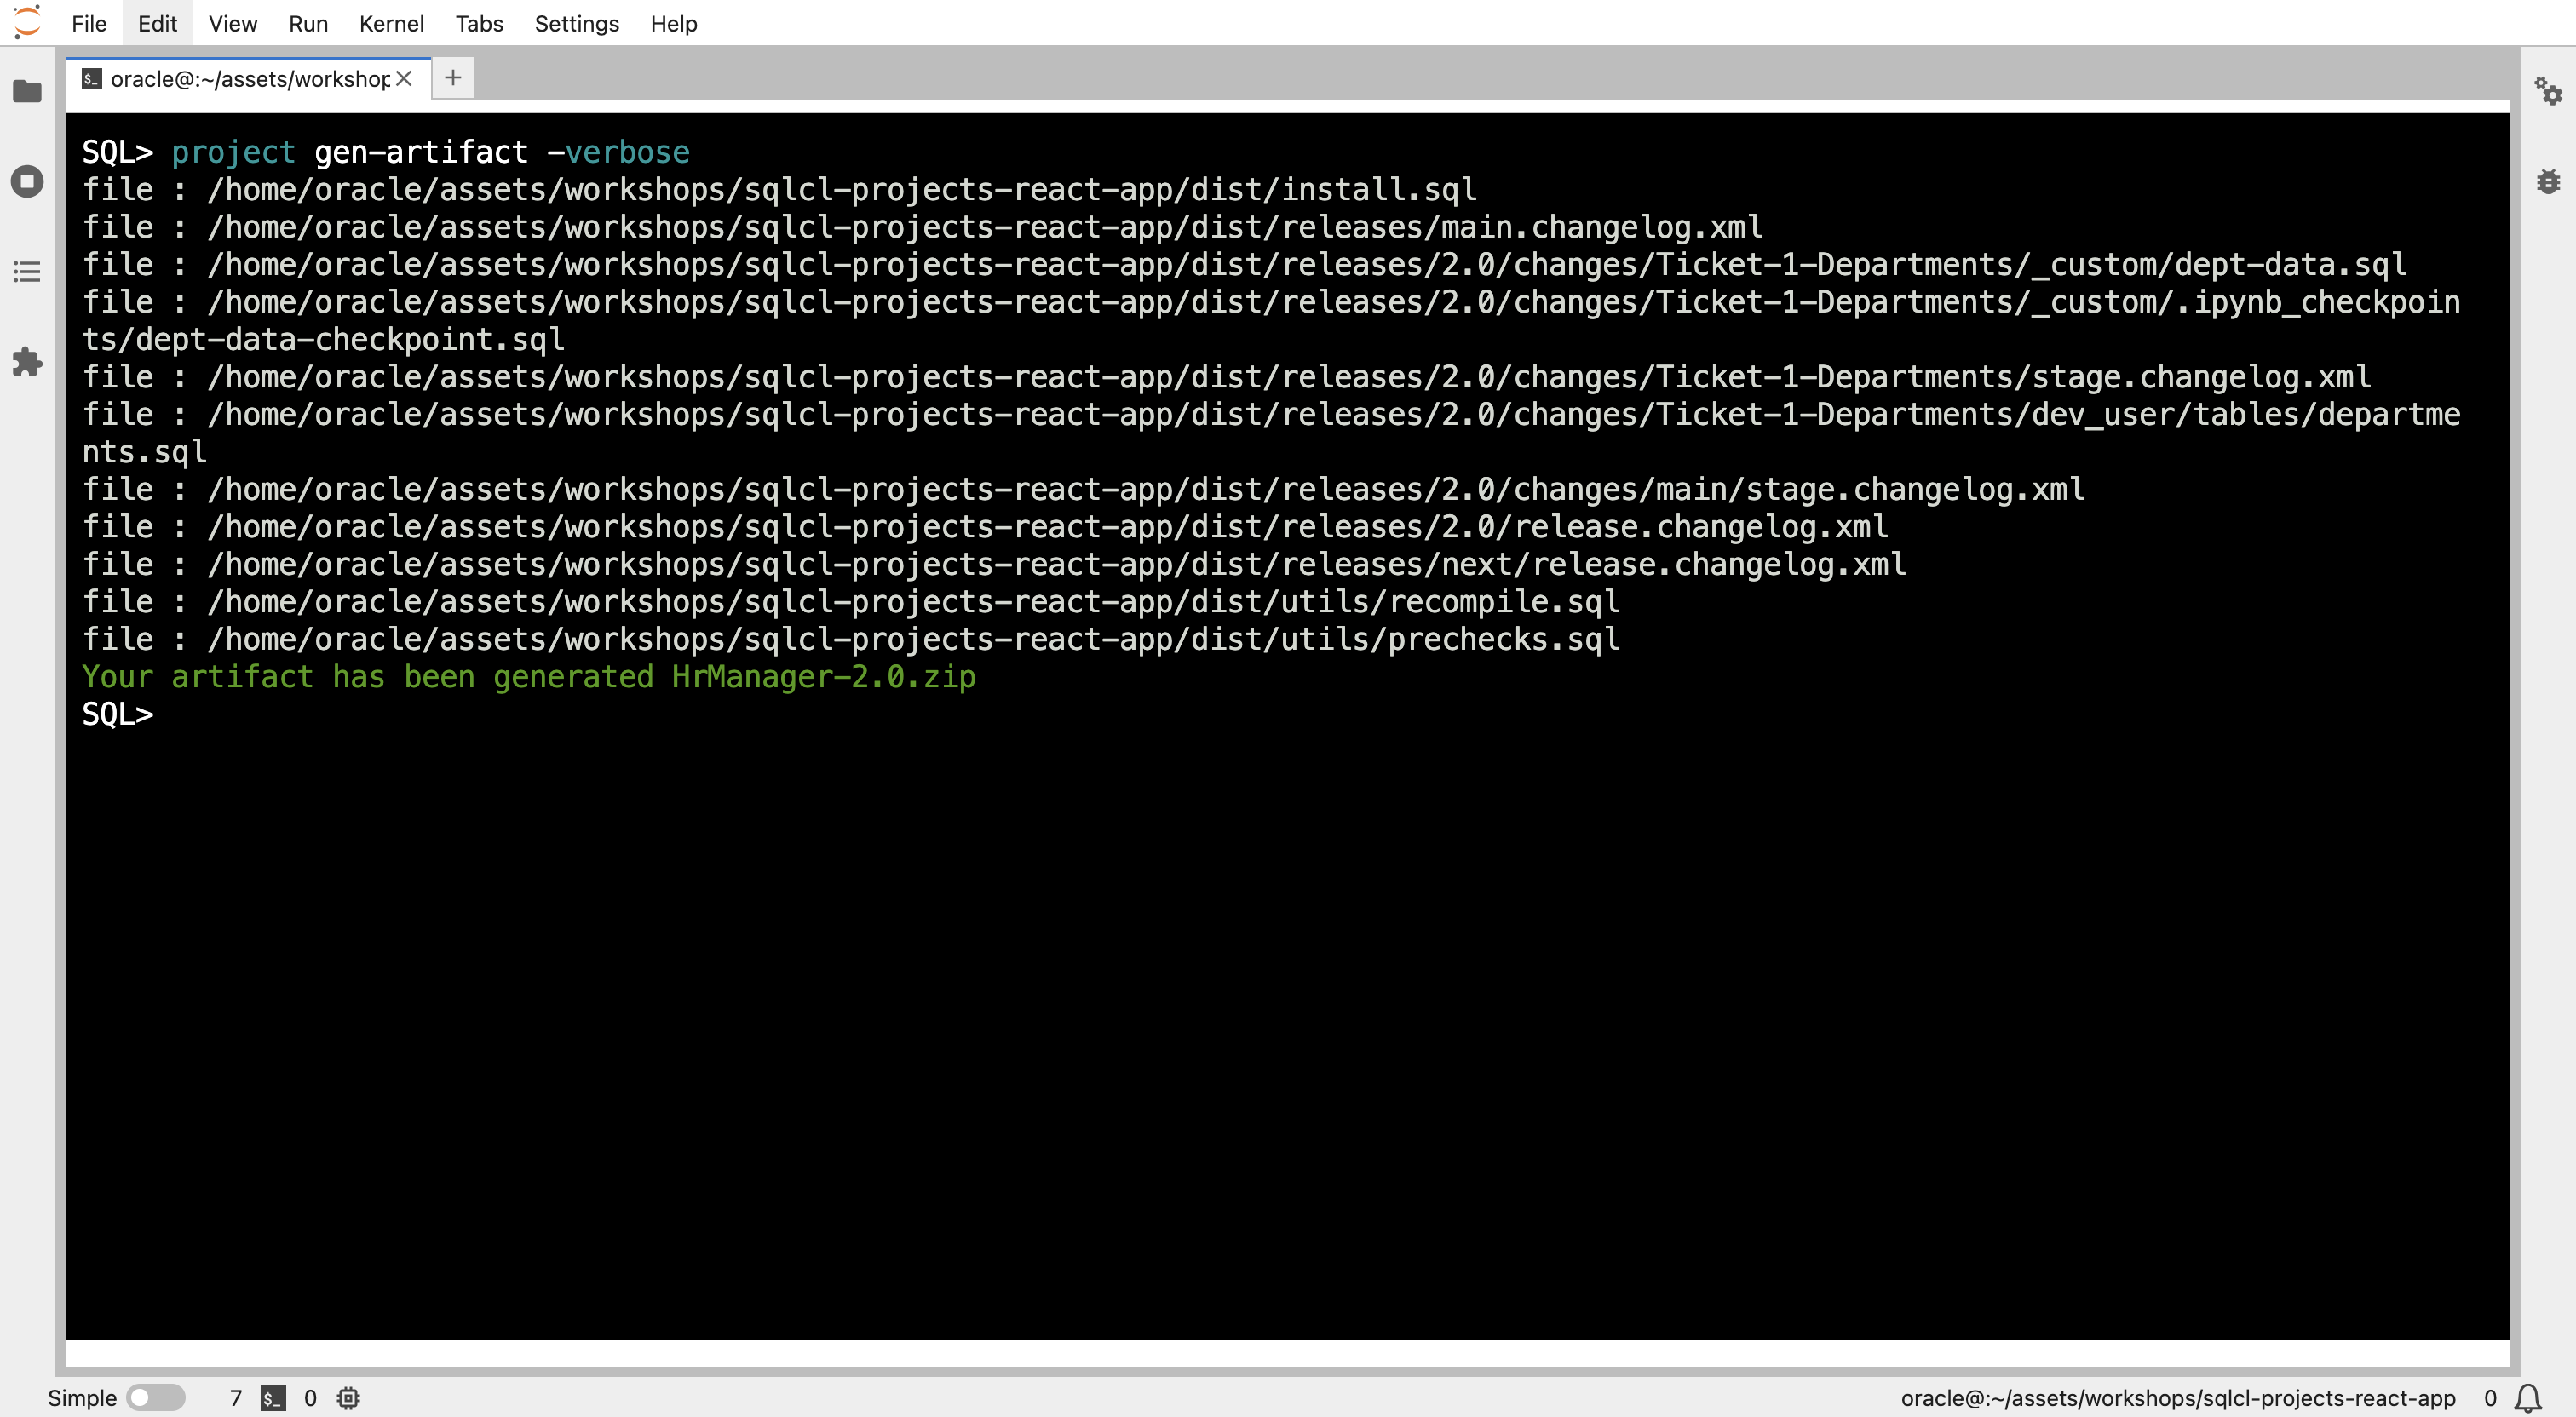 File Edit View Run Kernel Tabs Settings Help
oracle@:~/assets/workshop
SQL> project gen-artifact -verbose
file : /home/oracle/assets/workshops/sqlcl-projects-react-app/dist/install.sql
file : /home/oracle/assets/workshops/sqlcl-projects-react-app/dist/releases/main.changelog.xml
file : /home/oracle/assets/workshops/sqlcl-projects-react-app/dist/releases/2.0/changes/Ticket-1-Departments/_custom/dept-data.sql
file : /home/oracle/assets/workshops/sqlcl-projects-react-app/dist/releases/2.0/changes/Ticket-1-Departments/_custom/.ipynb_checkpoin
ts/dept-data-checkpoint.sql
file : /home/oracle/assets/workshops/sqlcl-projects-react-app/dist/releases/2.0/changes/Ticket-1-Departments/stage.changelog.xml
file : /home/oracle/assets/workshops/sqlcl-projects-react-app/dist/releases/2.0/changes/Ticket-1-Departments/dev_user/tables/departme
nts.sql
file : /home/oracle/assets/workshops/sqlcl-projects-react-app/dist/releases/2.0/changes/main/stage.changelog.xml
file : /home/oracle/assets/workshops/sqlcl-projects-react-app/dist/releases/2.0/release.changelog.xml
file : /home/oracle/assets/workshops/sqlcl-projects-react-app/dist/releases/next/release.changelog.xml
file : /home/oracle/assets/workshops/sqlcl-projects-react-app/dist/utils/recompile.sql
file : /home/oracle/assets/workshops/sqlcl-projects-react-app/dist/utils/prechecks.sql
Your artifact has been generated HrManager-2.0.zip
SQL>
Simple 7 $_ 0 oracle@:~/assets/workshops/sqlcl-projects-react-app 0